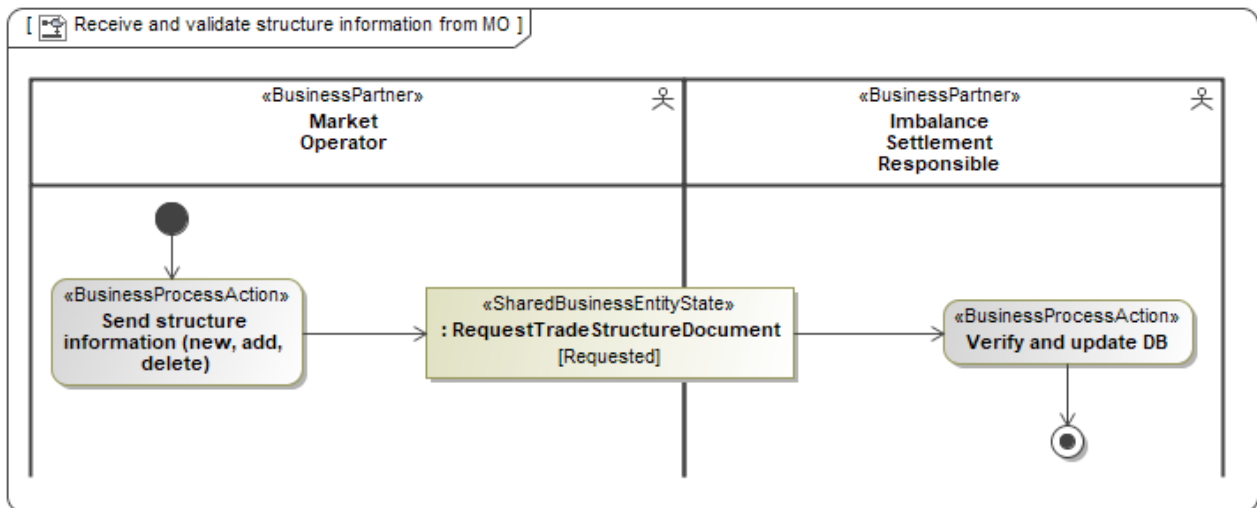 [ Receive and validate structure information from MO ]
«BusinessPartner»
Market
Operator
«BusinessPartner»
Imbalance
Settlement
Responsible
«BusinessProcessAction»
Send structure
information (new, add,
delete)
«SharedBusinessEntityState»
: RequestTradeStructureDocument
[Requested]
«BusinessProcessAction»
Verify and update DB